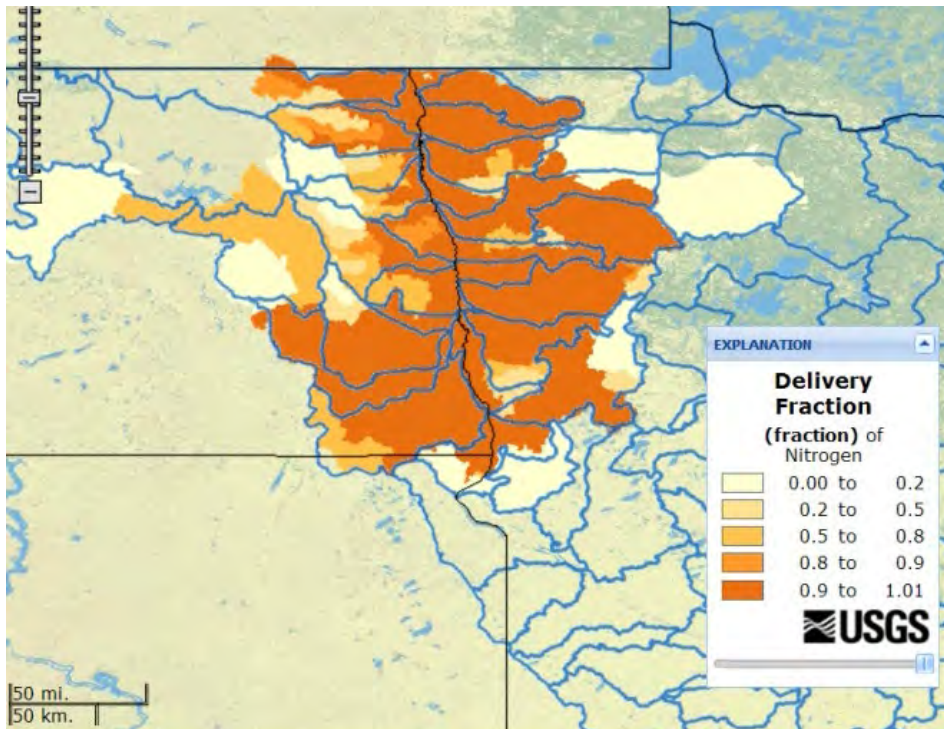 EXPLANATION
Delivery
Fraction
(fraction) of
Nitrogen
0.00 to 0.2
0.2 to 0.5
0.5 to 0.8
0.8 to 0.9
0.9 to 1.01
USGS
50 mi.
50 km.